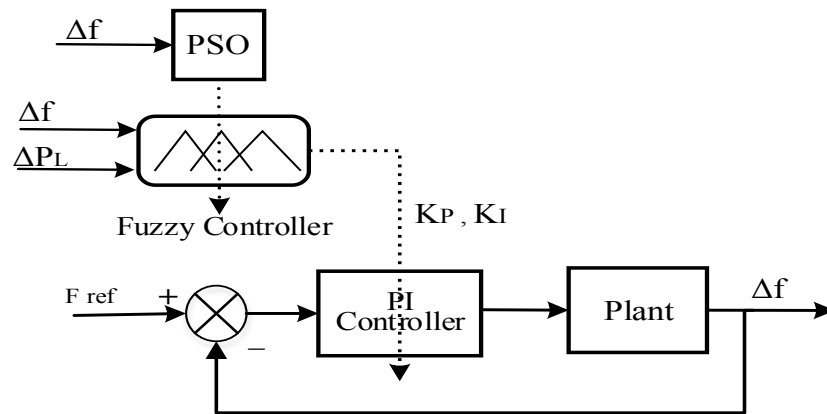 Δf
PSO
Δf
ΔPL
Fuzzy Controller
KP , KI
F ref
+
−
PI
Controller
Plant
Δf